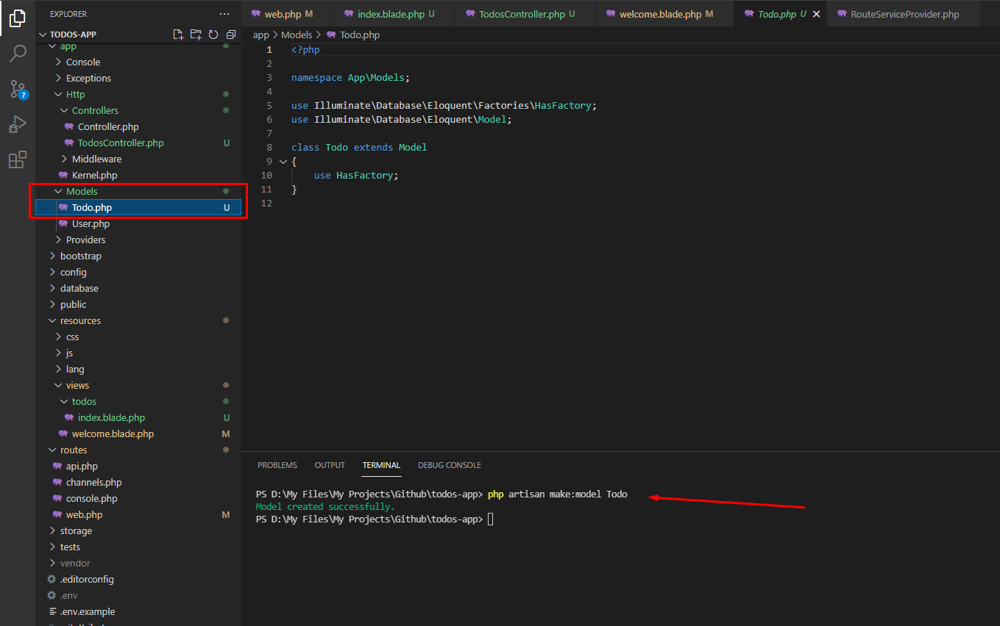 EXPLORER
TODOS-APP
app
Console
Exceptions
Http
Controllers
Controller.php
TodosController.php U
Middleware
Kernel.php
Models
Todo.php U
User.php
Providers
bootstrap
config
database
public
resources
css
js
lang
views
todos
index.blade.php U
welcome.blade.php M
routes
api.php
channels.php
console.php
web.php M
storage
tests
vendor
.editorconfig
.env
.env.example
7
web.php M index.blade.php U TodosController.php U welcome.blade.php M Todo.php U RouteServiceProvider.php
app > Models > Todo.php
1 <?php
2
3 namespace App\Models;
4
5 use Illuminate\Database\Eloquent\Factories\HasFactory;
6 use Illuminate\Database\Eloquent\Model;
7
8 class Todo extends Model
9 {
10 use HasFactory;
11 }
12
PROBLEMS OUTPUT TERMINAL DEBUG CONSOLE
PS D:\My Files\My Projects\Github\todos-app> php artisan make:model Todo
Model created successfully.
PS D:\My Files\My Projects\Github\todos-app>